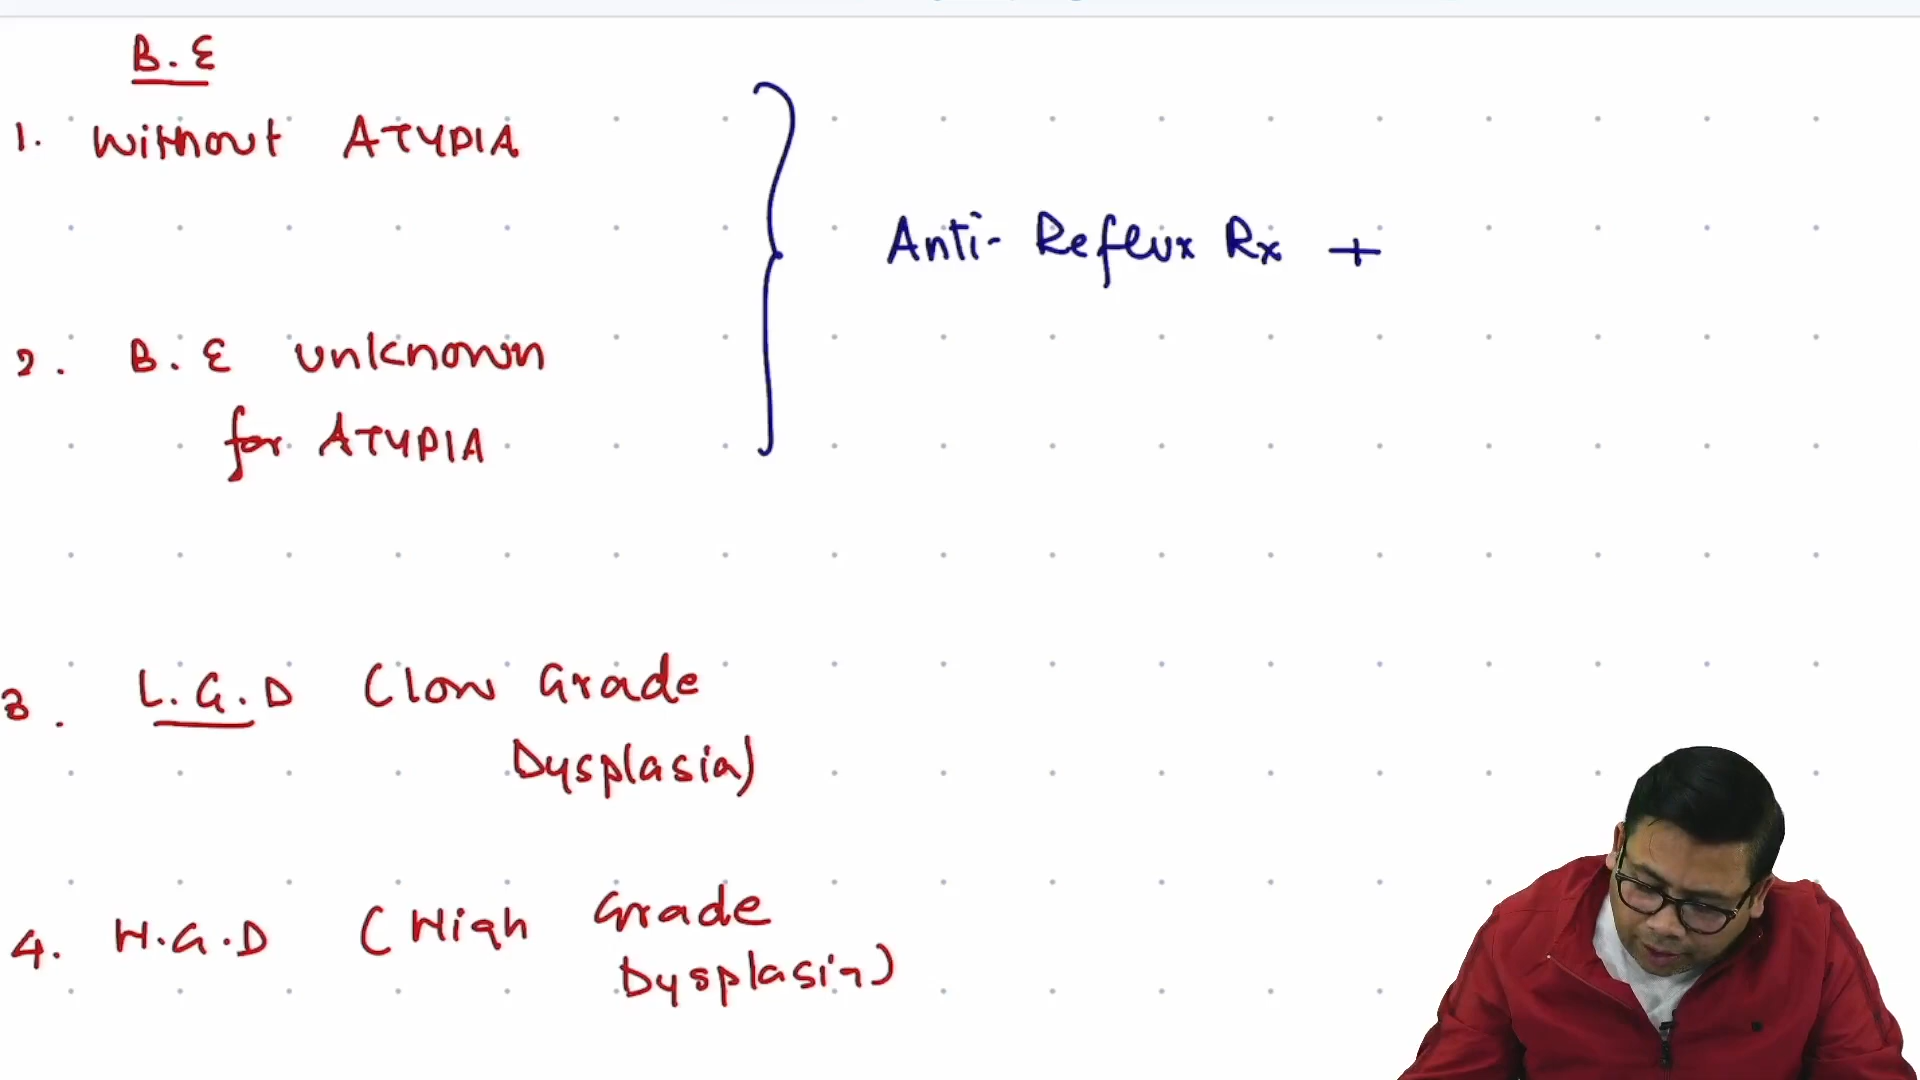 B.E
1. Without ATYPIA
Anti-Reflux Rx +
2. B.E unknown
for ATYPIA
3. L.G.D (low Grade
Dysplasia)
4. H.G.D (High Grade
Dysplasia)